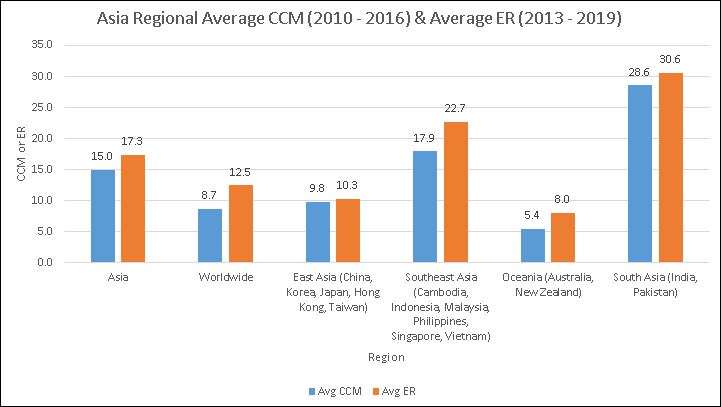 Asia Regional Average CCM (2010 - 2016) & Average ER (2013 - 2019)
35.0
30.0
25.0
20.0
15.0
10.0
5.0
0.0
CCM or ER
15.0
17.3
8.7
12.5
9.8
10.3
17.9
22.7
5.4
8.0
28.6
30.6
Asia
Worldwide
East Asia (China,
Korea, Japan, Hong
Kong, Taiwan)
Southeast Asia
(Cambodia,
Indonesia, Malaysia,
Philippines,
Singapore, Vietnam)
Oceania (Australia,
New Zealand)
South Asia (India,
Pakistan)
Region
Avg CCM
Avg ER